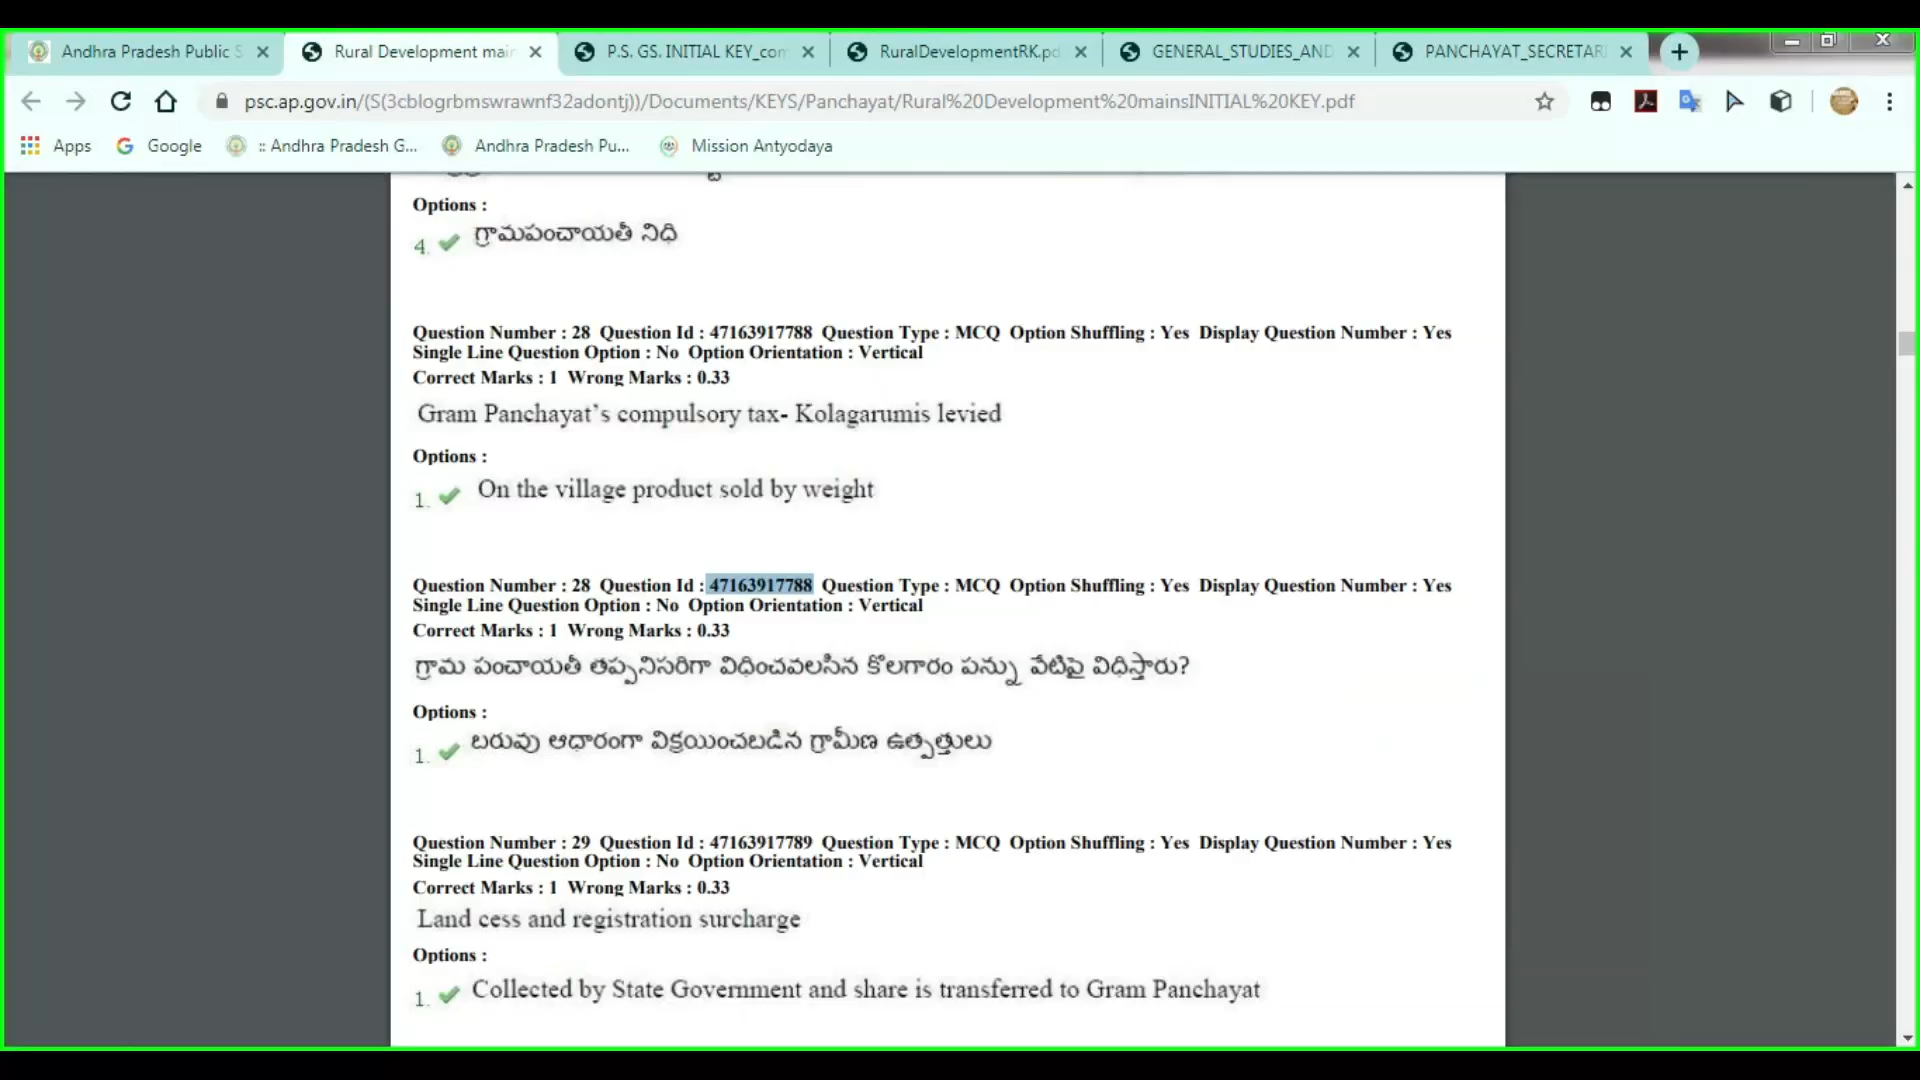 Andhra Pradesh Public S
Rural Development mair
P.S. GS. INITIAL KEY_com
RuralDevelopmentRK.pd
GENERAL_STUDIES_AND
PANCHAYAT_SECRETARI
psc.ap.gov.in/(S(3cblogrbmswrawnf32adontj))/Documents/KEYS/Panchayat/Rural%20Development%20mainsINITIAL%20KEY.pdf
Apps
Google
:: Andhra Pradesh G...
Andhra Pradesh Pu...
Mission Antyodaya
Options :
4. గ్రామపంచాయతీ నిధి
Question Number : 28 Question Id : 47163917788 Question Type : MCQ Option Shuffling : Yes Display Question Number : Yes
Single Line Question Option : No Option Orientation : Vertical
Correct Marks : 1 Wrong Marks : 0.33
Gram Panchayat's compulsory tax- Kolagarumis levied
Options :
1. On the village product sold by weight
Question Number : 28 Question Id : 47163917788 Question Type : MCQ Option Shuffling : Yes Display Question Number : Yes
Single Line Question Option : No Option Orientation : Vertical
Correct Marks : 1 Wrong Marks : 0.33
గ్రామ పంచాయతీ తప్పనిసరిగా విధించవలసిన కొలగారం పన్ను వేటిపై విధిస్తారు?
Options :
1. బరువు ఆధారంగా విక్రయించబడిన గ్రామీణ ఉత్పత్తులు
Question Number : 29 Question Id : 47163917789 Question Type : MCQ Option Shuffling : Yes Display Question Number : Yes
Single Line Question Option : No Option Orientation : Vertical
Correct Marks : 1 Wrong Marks : 0.33
Land cess and registration surcharge
Options :
1. Collected by State Government and share is transferred to Gram Panchayat